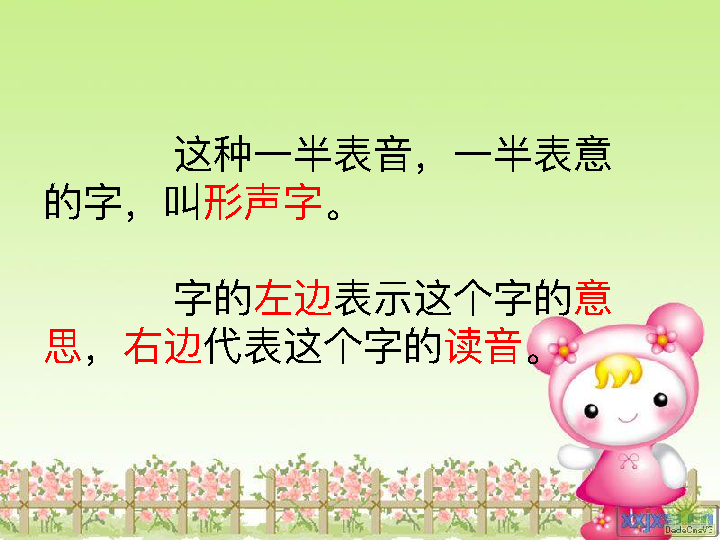 这种一半表音，一半表意
的字，叫形声字。
字的左边表示这个字的意
思，右边代表这个字的读音。
DedeCmsV5